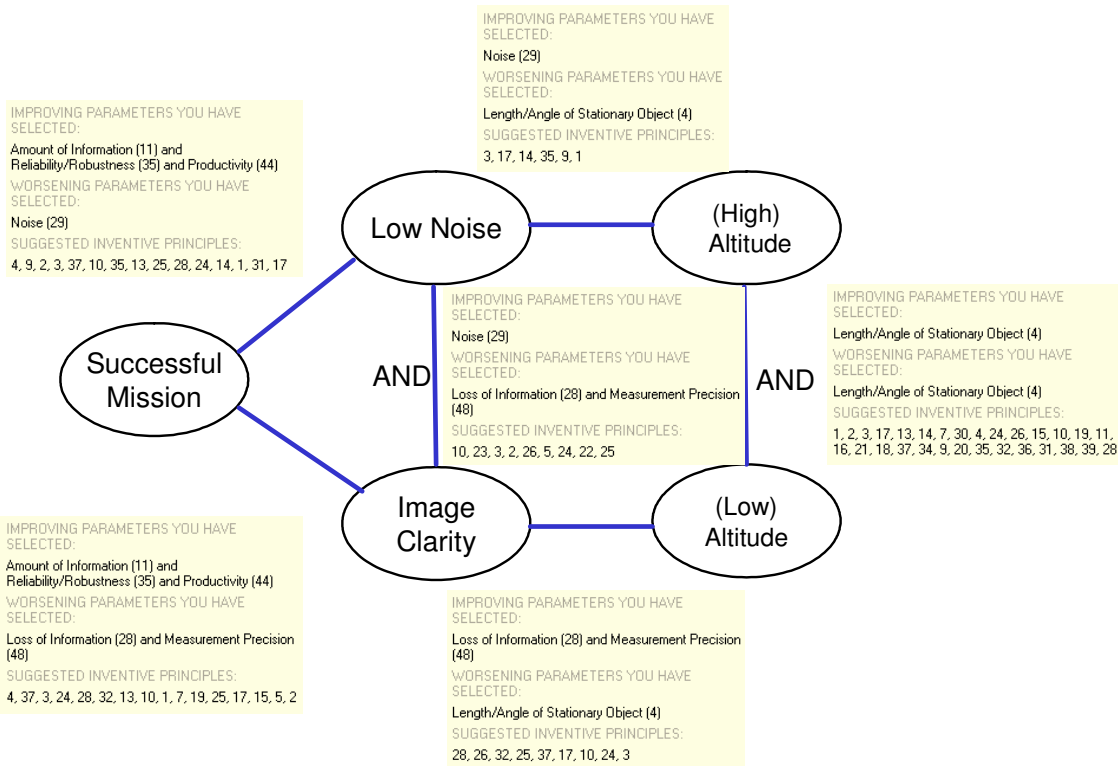 IMPROVING PARAMETERS YOU HAVE
SELECTED:
Noise (29)
WORSENING PARAMETERS YOU HAVE
SELECTED:
Length/Angle of Stationary Object (4)
SUGGESTED INVENTIVE PRINCIPLES:
3, 17, 14, 35, 9, 1
IMPROVING PARAMETERS YOU HAVE
SELECTED:
Amount of Information (11) and
Reliability/Robustness (35) and Productivity (44)
WORSENING PARAMETERS YOU HAVE
SELECTED:
Noise (29)
SUGGESTED INVENTIVE PRINCIPLES:
4, 9, 2, 3, 37, 10, 35, 13, 25, 28, 24, 14, 1, 31, 17
Low Noise
(High)
Altitude
Successful
Mission
AND
IMPROVING PARAMETERS YOU HAVE
SELECTED:
Noise (29)
WORSENING PARAMETERS YOU HAVE
SELECTED:
Loss of Information (28) and Measurement Precision
(48)
SUGGESTED INVENTIVE PRINCIPLES:
10, 23, 3, 2, 26, 5, 24, 22, 25
AND
IMPROVING PARAMETERS YOU HAVE
SELECTED:
Length/Angle of Stationary Object (4)
WORSENING PARAMETERS YOU HAVE
SELECTED:
Length/Angle of Stationary Object (4)
SUGGESTED INVENTIVE PRINCIPLES:
1, 2, 3, 17, 13, 14, 7, 30, 4, 24, 26, 15, 10, 19, 11,
16, 21, 18, 37, 34, 9, 20, 35, 32, 36, 31, 38, 39, 28
Image
Clarity
(Low)
Altitude
IMPROVING PARAMETERS YOU HAVE
SELECTED:
Amount of Information (11) and
Reliability/Robustness (35) and Productivity (44)
WORSENING PARAMETERS YOU HAVE
SELECTED:
Loss of Information (28) and Measurement Precision
(48)
SUGGESTED INVENTIVE PRINCIPLES:
4, 37, 3, 24, 28, 32, 13, 10, 1, 7, 19, 25, 17, 15, 5, 2
IMPROVING PARAMETERS YOU HAVE
SELECTED:
Loss of Information (28) and Measurement Precision
(48)
WORSENING PARAMETERS YOU HAVE
SELECTED:
Length/Angle of Stationary Object (4)
SUGGESTED INVENTIVE PRINCIPLES:
28, 26, 32, 25, 37, 17, 10, 24, 3